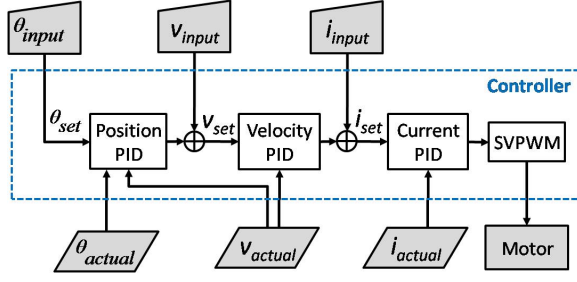 θinput
vinput
iinput
Controller
θset
Position
PID
vset
Velocity
PID
iset
Current
PID
SVPWM
θactual
vactual
iactual
Motor